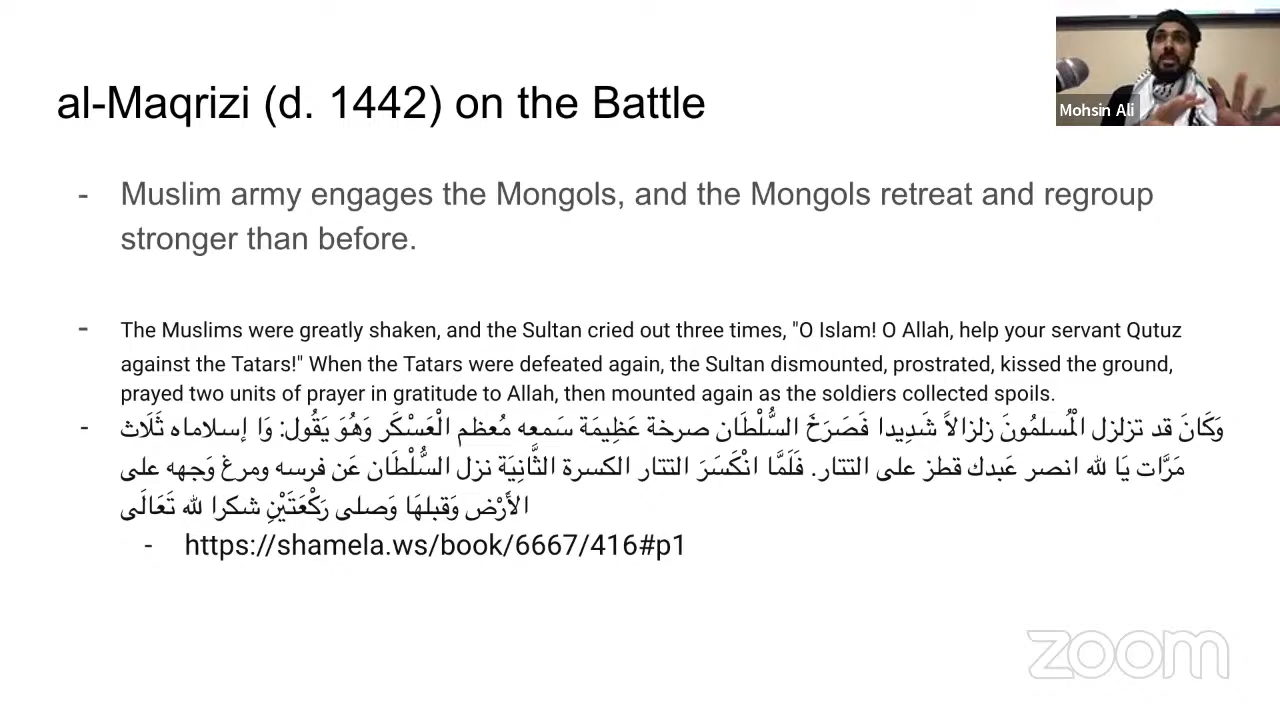 al-Maqrizi (d. 1442) on the Battle
Mohsin Ali
- Muslim army engages the Mongols, and the Mongols retreat and regroup
stronger than before.
- The Muslims were greatly shaken, and the Sultan cried out three times, "O Islam! O Allah, help your servant Qutuz
against the Tatars!" When the Tatars were defeated again, the Sultan dismounted, prostrated, kissed the ground,
prayed two units of prayer in gratitude to Allah, then mounted again as the soldiers collected spoils.
- وَكَانَ قد تزلزل الْمُسلمُونَ زلزالاً شَدِيدا فَصَرَخَ السُّلْطَان صرخة عَظِيمَة سَمعه مُعظم الْعَسْكَر وَهُوَ يَقُول: وَا إسلاماه ثَلَاث
مَرَّات يَا لله انصر عَبدك قطز على التتار. فَلَمَّا انْكَسَرَ التتار الكسرة الثَّانِيَة نزل السُّلْطَان عَن فرسه ومرغ وَجهه على
الأَرْض وَقبلهَا وَصلى رَكْعَتَيْنِ شكرا لله تَعَالَى
- https://shamela.ws/book/6667/416#p1
zoom